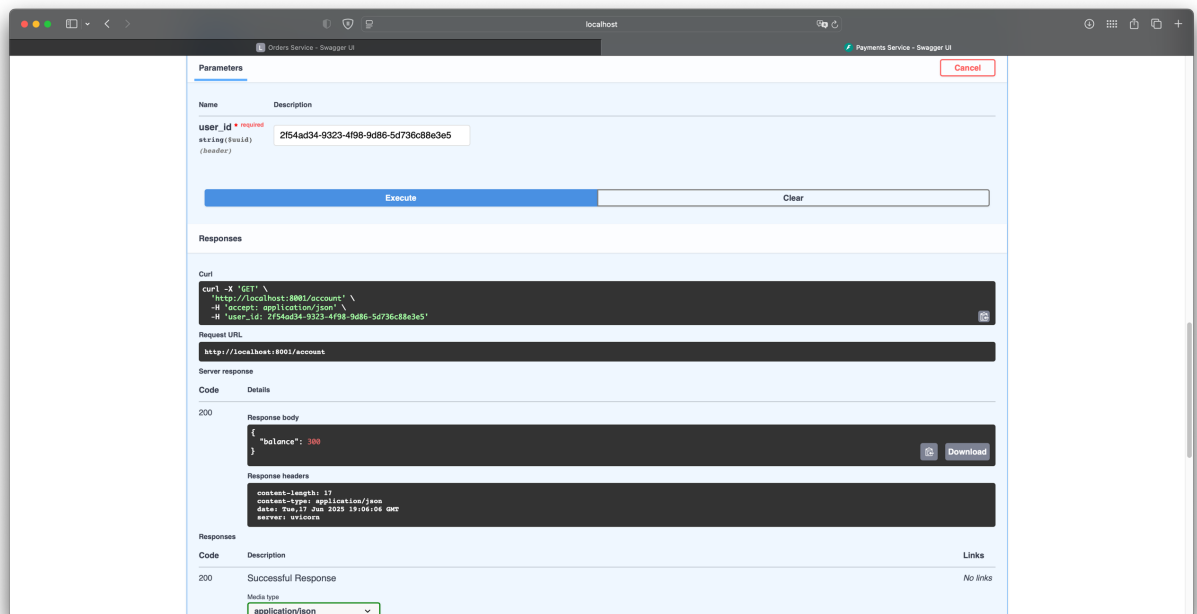 localhost
L Orders Service - Swagger UI
Payments Service - Swagger UI
Parameters
Cancel
Name Description
user_id * required
string($uuid)
(header)
2f54ad34-9323-4f98-9d86-5d736c88e3e5
Execute
Clear
Responses
Curl
curl -X 'GET' \
'http://localhost:8001/account' \
-H 'accept: application/json' \
-H 'user_id: 2f54ad34-9323-4f98-9d86-5d736c88e3e5'
Request URL
http://localhost:8001/account
Server response
Code Details
200
Response body
{
"balance": 300
}
Download
Response headers
content-length: 17
content-type: application/json
date: Tue,17 Jun 2025 19:06:06 GMT
server: uvicorn
Responses
Code Description Links
200 Successful Response No links
Media type
application/json